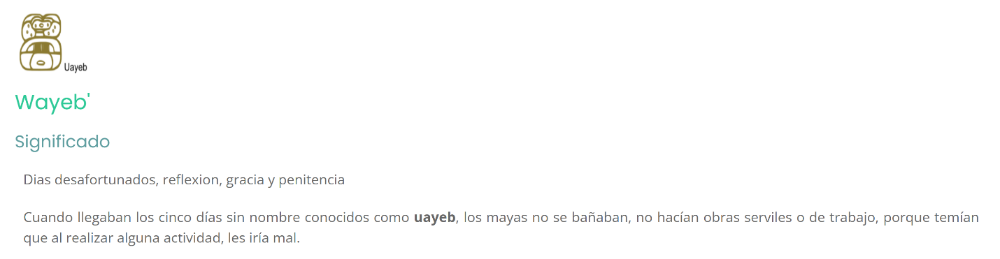 Uayeb
Wayeb'
Significado
Dias desafortunados, reflexion, gracia y penitencia
Cuando llegaban los cinco días sin nombre conocidos como uayeb, los mayas no se bañaban, no hacían obras serviles o de trabajo, porque temían
que al realizar alguna actividad, les iría mal.